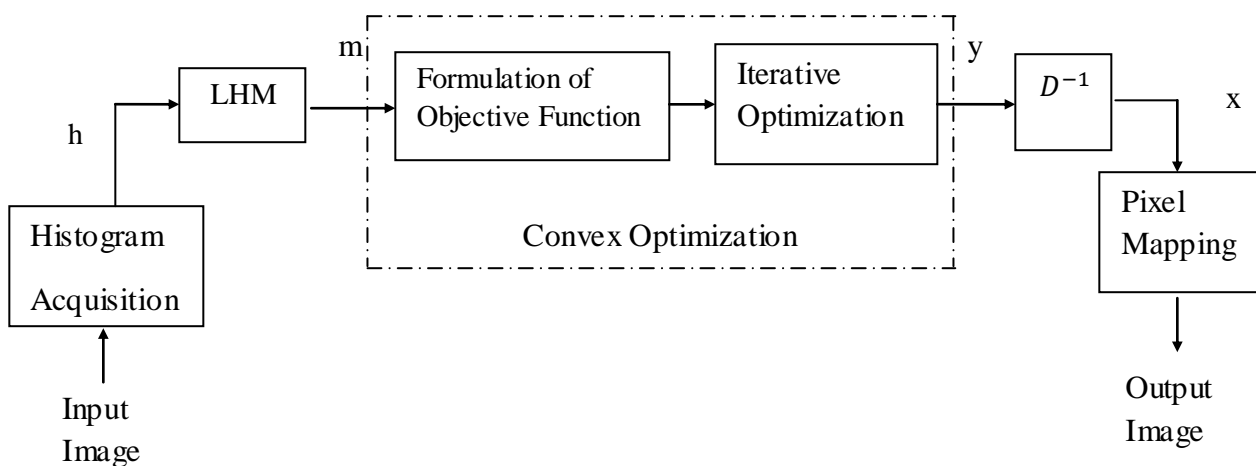 Input
Image
Histogram
Acquisition
h
LHM
m
Formulation of
Objective Function
Iterative
Optimization
Convex Optimization
y
D⁻¹
x
Pixel
Mapping
Output
Image